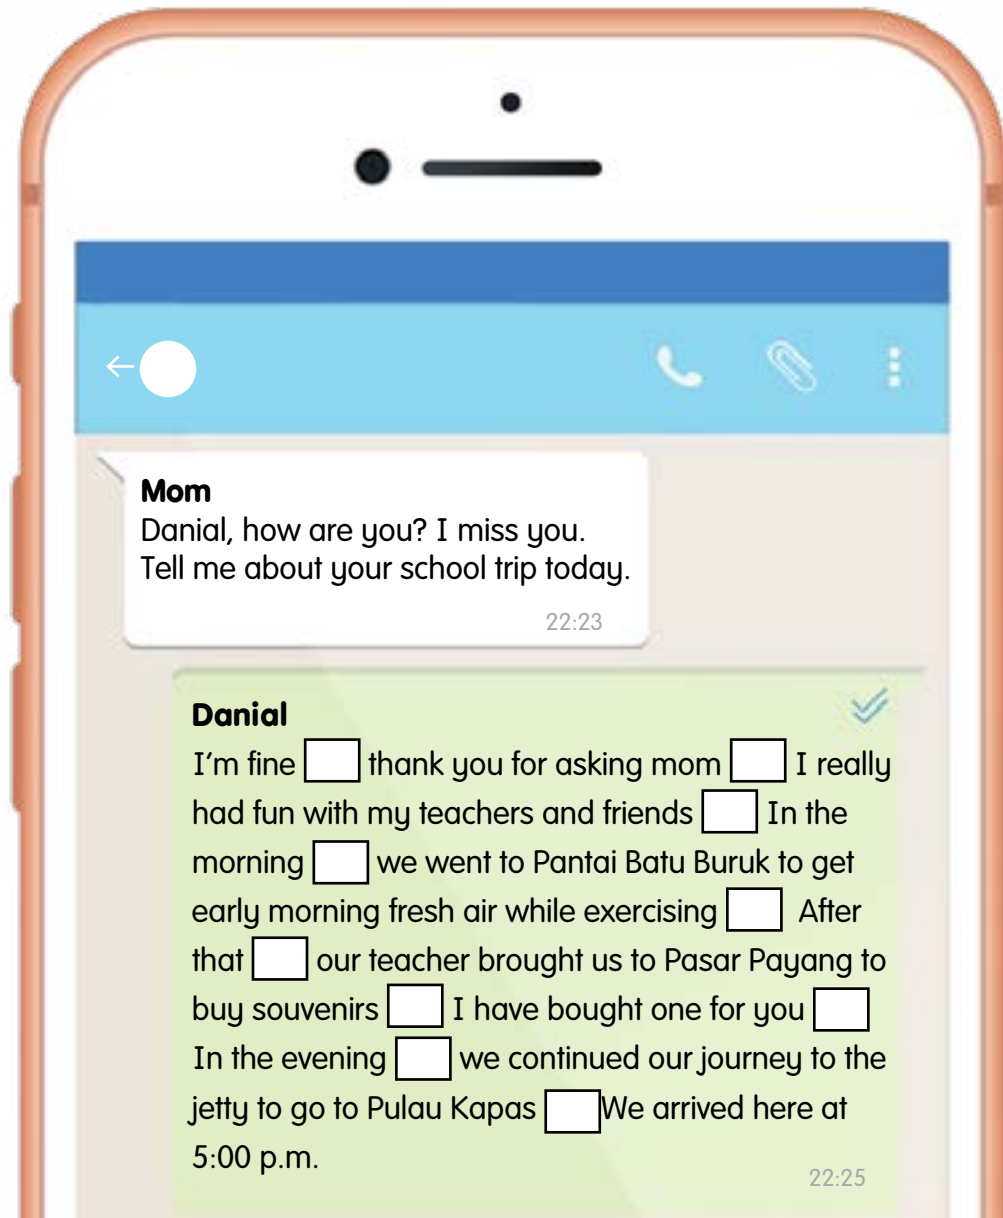 Mom
Danial, how are you? I miss you.
Tell me about your school trip today.
22:23
Danial
I'm fine thank you for asking mom I really
had fun with my teachers and friends In the
morning we went to Pantai Batu Buruk to get
early morning fresh air while exercising After
that our teacher brought us to Pasar Payang to
buy souvenirs I have bought one for you
In the evening we continued our journey to the
jetty to go to Pulau Kapas We arrived here at
5:00 p.m.
22:25